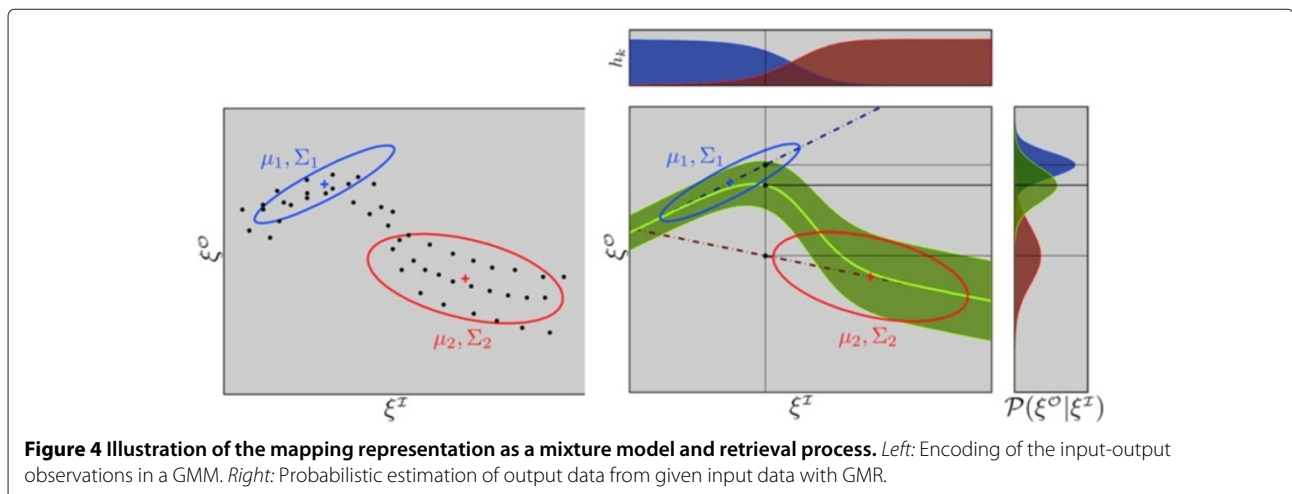 h_k
μ₁, Σ₁
μ₂, Σ₂
ξ^O
ξ^I
μ₁, Σ₁
μ₂, Σ₂
ξ^O
ξ^I
P(ξ^O|ξ^I)
Figure 4 Illustration of the mapping representation as a mixture model and retrieval process. Left: Encoding of the input-output
observations in a GMM. Right: Probabilistic estimation of output data from given input data with GMR.